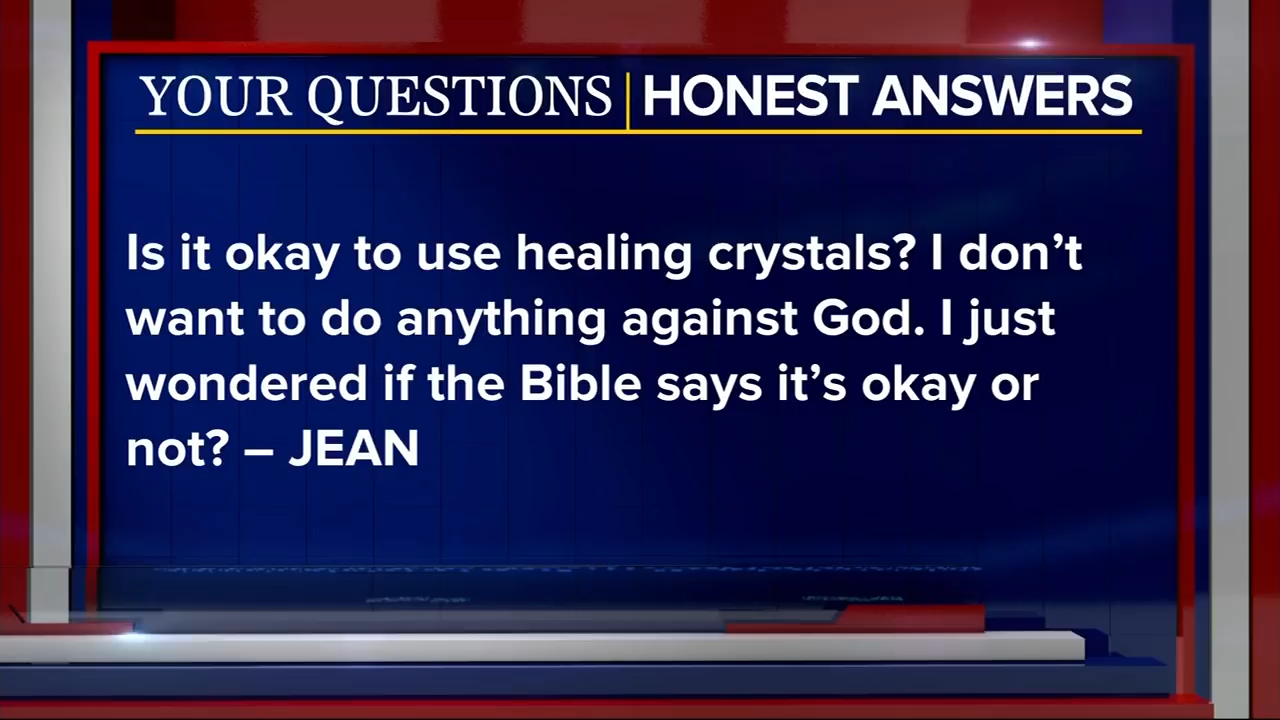 YOUR QUESTIONS | HONEST ANSWERS
Is it okay to use healing crystals? I don’t
want to do anything against God. I just
wondered if the Bible says it’s okay or
not? – JEAN